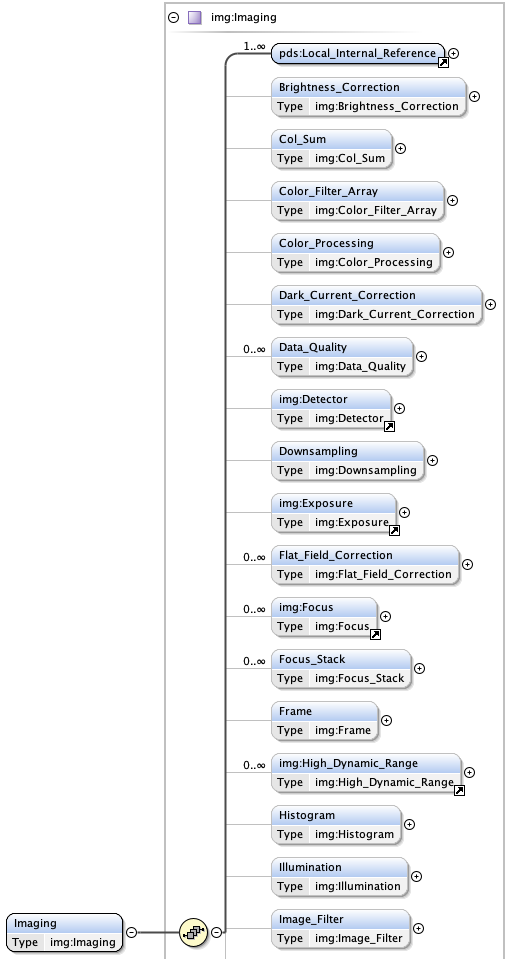 img:Imaging
1..∞
pds:Local_Internal_Reference
Brightness_Correction
Type img:Brightness_Correction
Col_Sum
Type img:Col_Sum
Color_Filter_Array
Type img:Color_Filter_Array
Color_Processing
Type img:Color_Processing
Dark_Current_Correction
Type img:Dark_Current_Correction
0..∞
Data_Quality
Type img:Data_Quality
img:Detector
Type img:Detector
Downsampling
Type img:Downsampling
img:Exposure
Type img:Exposure
0..∞
Flat_Field_Correction
Type img:Flat_Field_Correction
0..∞
img:Focus
Type img:Focus
0..∞
Focus_Stack
Type img:Focus_Stack
Frame
Type img:Frame
0..∞
img:High_Dynamic_Range
Type img:High_Dynamic_Range
Histogram
Type img:Histogram
Illumination
Type img:Illumination
Image_Filter
Type img:Image_Filter
Imaging
Type img:Imaging